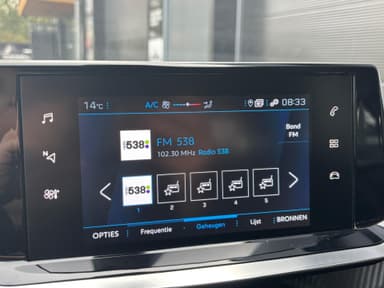 14°C A/C 08:33
538 FM 538
Band
FM
102.30 MHz Radio 538
538
1 2 3 4 5
OPTIES Frequentie Geheugen Lijst BRONNEN
N